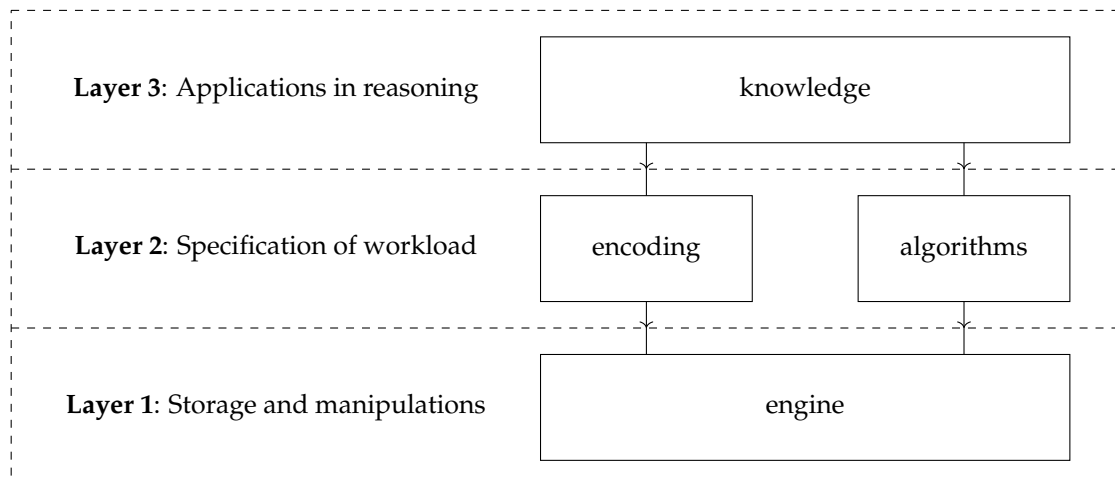 Layer 3: Applications in reasoning
knowledge
Layer 2: Specification of workload
encoding
algorithms
Layer 1: Storage and manipulations
engine